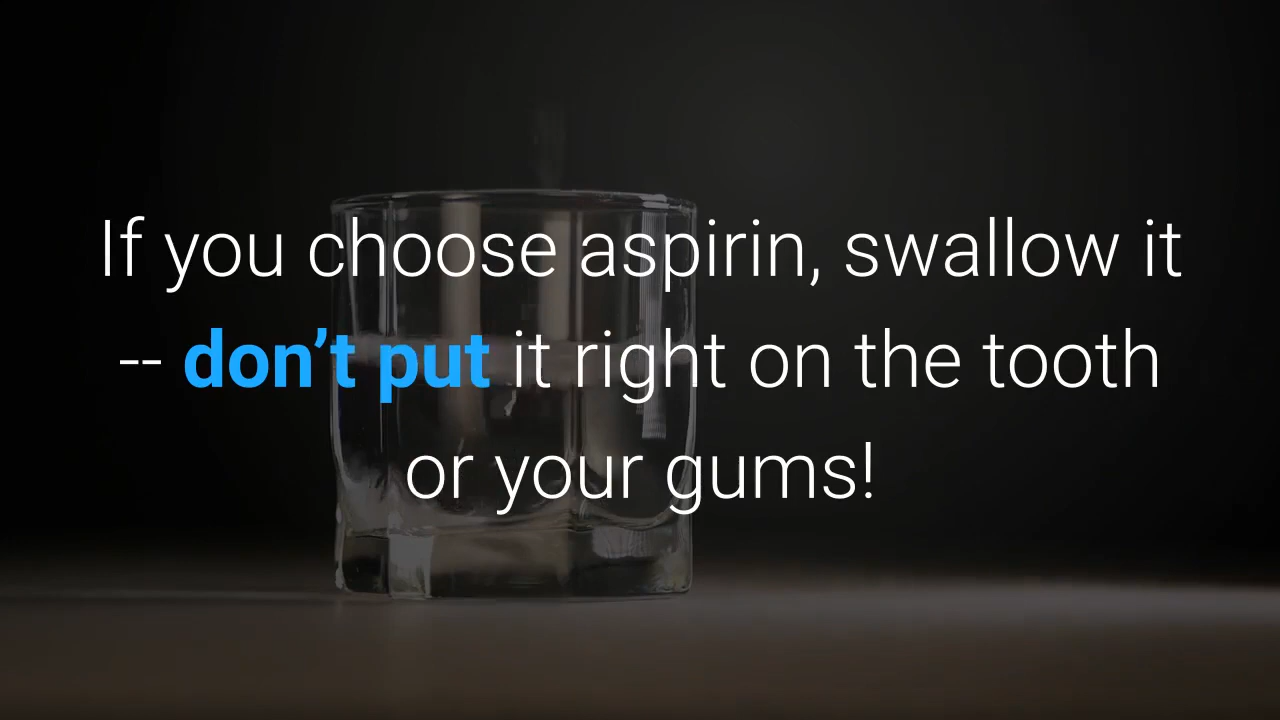 If you choose aspirin, swallow it
-- don’t put it right on the tooth
or your gums!